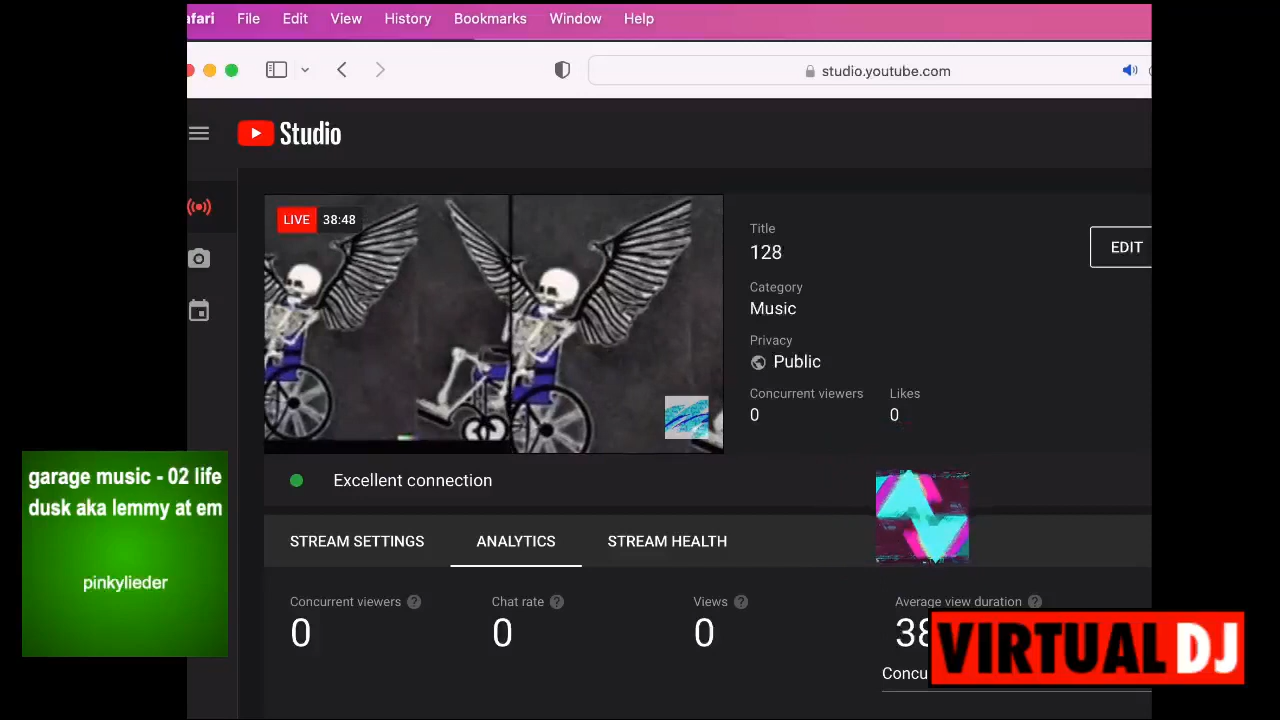 afari File Edit View History Bookmarks Window Help
studio.youtube.com
Studio
LIVE 38:48
Title
128
EDIT
Category
Music
Privacy
Public
Concurrent viewers Likes
0 0
Excellent connection
garage music - 02 life
dusk aka lemmy at em
pinkylieder
STREAM SETTINGS ANALYTICS STREAM HEALTH
Concurrent viewers Chat rate Views Average view duration
0 0 0 38
Concu
VIRTUAL DJ